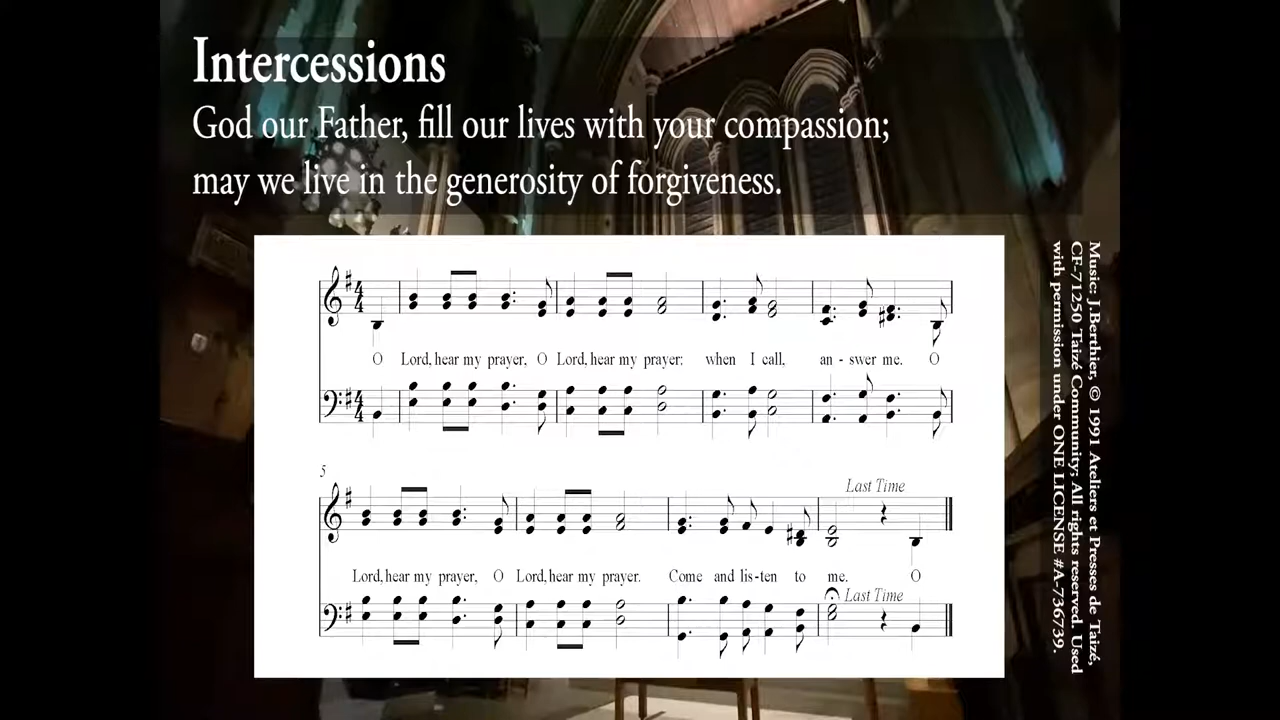 Intercessions
God our Father, fill our lives with your compassion;
may we live in the generosity of forgiveness.
O Lord, hear my prayer, O Lord, hear my prayer: when I call, an - swer me. O
5
Last Time
Lord, hear my prayer, O Lord, hear my prayer. Come and lis-ten to me. O
Last Time
Music: J.Berthier, © 1991 Ateliers et Presses de Taizé,
CF-71250 Taizé Community; All rights reserved. Used
with permission under ONE LICENSE #A-736739.